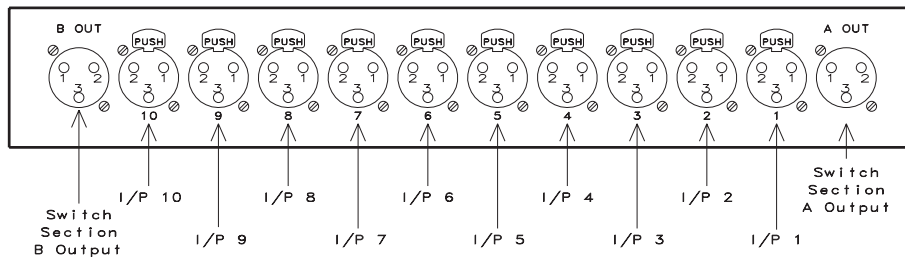 B OUT
A OUT
PUSH PUSH PUSH PUSH PUSH PUSH PUSH PUSH PUSH PUSH
1 2 2 1 2 1 2 1 2 1 2 1 2 1 2 1 2 1 2 1 2 1 1 2
3 3 3 3 3 3 3 3 3 3 3 3
10 9 8 7 6 5 4 3 2 1
I/P 10 I/P 8 I/P 6 I/P 4 I/P 2
Switch
Section
A Output
Switch
Section
B Output
I/P 9 I/P 7 I/P 5 I/P 3 I/P 1